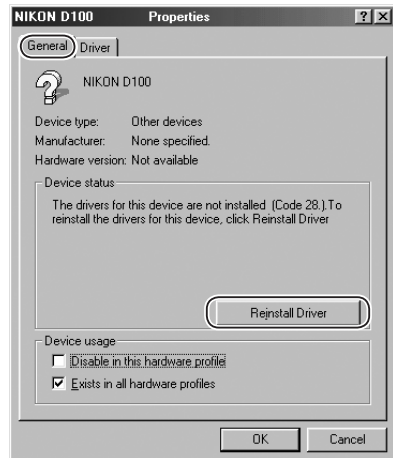 NIKON D100 Properties ? ×
General Driver
NIKON D100
Device type: Other devices
Manufacturer: None specified.
Hardware version: Not available
Device status
The drivers for this device are not installed (Code 28.).To
reinstall the drivers for this device, click Reinstall Driver
Reinstall Driver
Device usage
Disable in this hardware profile
Exists in all hardware profiles
OK Cancel